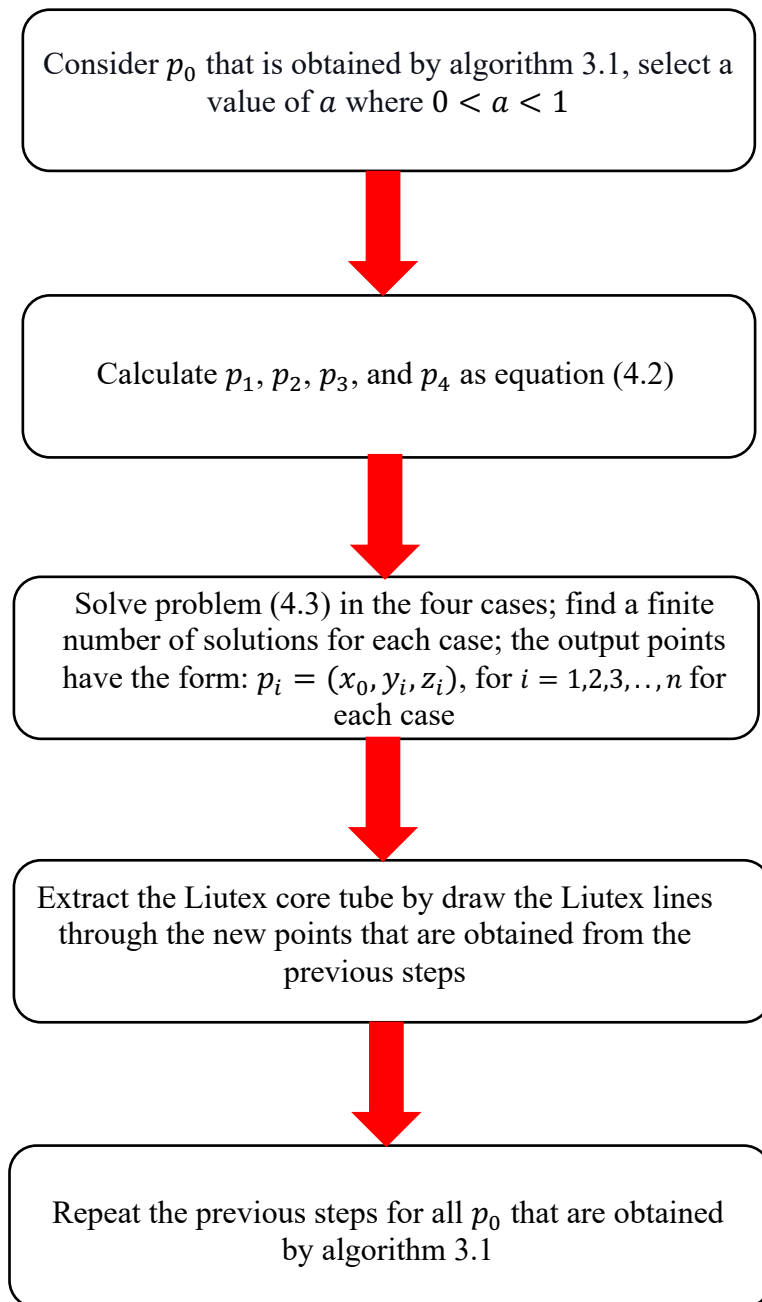 Consider 𝑝₀ that is obtained by algorithm 3.1, select a
value of 𝑎 where 0 < 𝑎 < 1
Calculate 𝑝₁, 𝑝₂, 𝑝₃, and 𝑝₄ as equation (4.2)
Solve problem (4.3) in the four cases; find a finite
number of solutions for each case; the output points
have the form: 𝑝ᵢ = (𝑥₀, 𝑦ᵢ, 𝑧ᵢ), for 𝑖 = 1,2,3,..,𝑛 for
each case
Extract the Liutex core tube by draw the Liutex lines
through the new points that are obtained from the
previous steps
Repeat the previous steps for all 𝑝₀ that are obtained
by algorithm 3.1